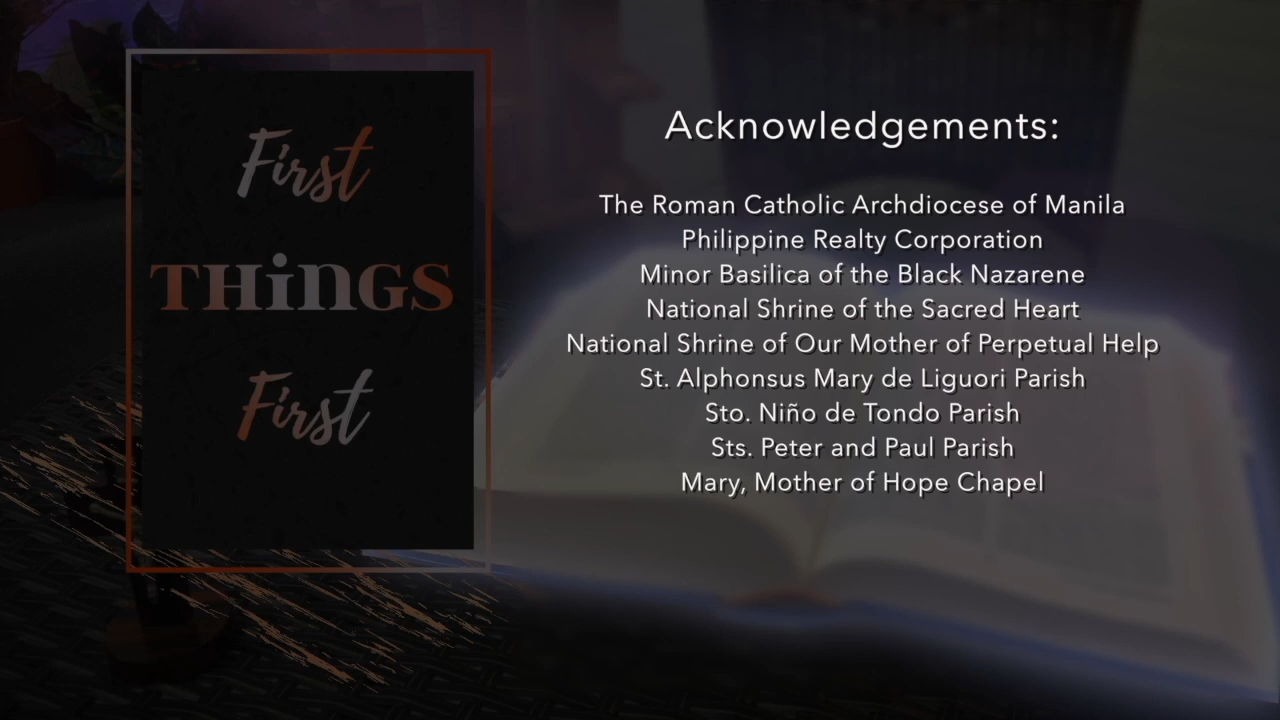 First
THiNGS
First
Acknowledgements:
The Roman Catholic Archdiocese of Manila
Philippine Realty Corporation
Minor Basilica of the Black Nazarene
National Shrine of the Sacred Heart
National Shrine of Our Mother of Perpetual Help
St. Alphonsus Mary de Liguori Parish
Sto. Niño de Tondo Parish
Sts. Peter and Paul Parish
Mary, Mother of Hope Chapel